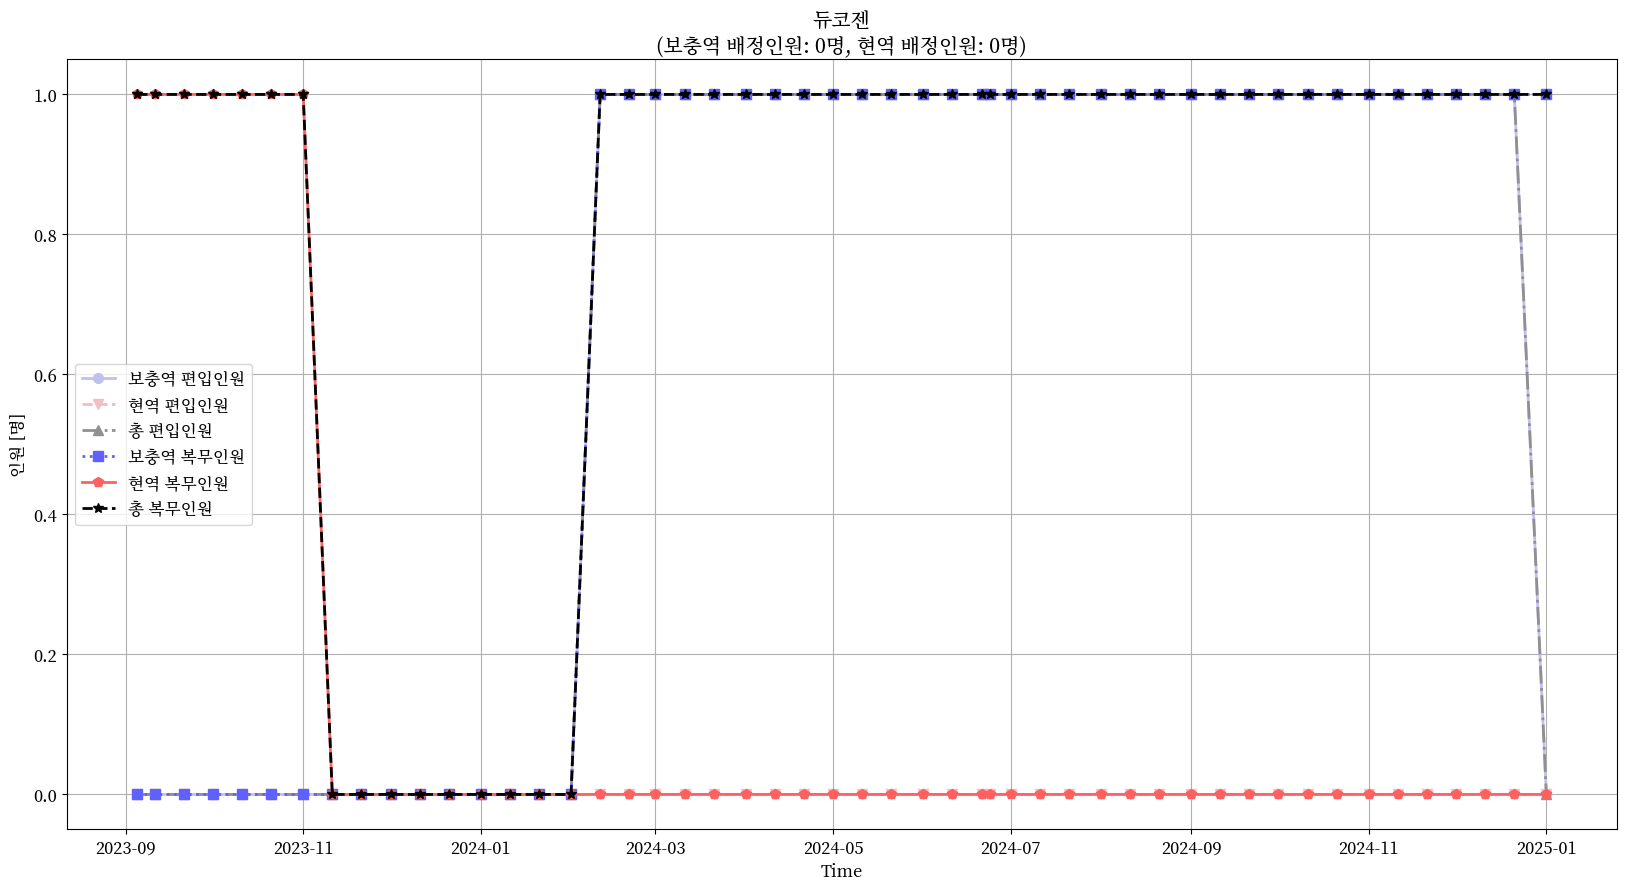 듀코젠
(보충역 배정인원: 0명, 현역 배정인원: 0명)
1.0
0.8
0.6
0.4
0.2
0.0
인원 [명]
보충역 편입인원
현역 편입인원
총 편입인원
보충역 복무인원
현역 복무인원
총 복무인원
2023-09
2023-11
2024-01
2024-03
2024-05
2024-07
2024-09
2024-11
2025-01
Time